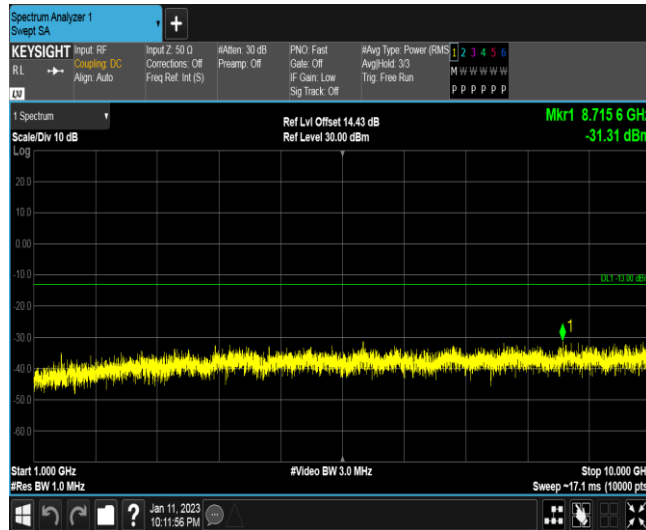 Spectrum Analyzer 1
Swept SA
KEYSIGHT
Input: RF
Coupling: DC
Align: Auto
Input Z: 50 Ω
Corrections: Off
Freq Ref: Int (S)
#Atten: 30 dB
Preamp: Off
PNO: Fast
Gate: Off
IF Gain: Low
Sig Track: Off
#Avg Type: Power (RMS
Avg|Hold: 3/3
Trig: Free Run
1 2 3 4 5 6
M W W W W W
P P P P P P
R L
LXI
1 Spectrum
Scale/Div 10 dB
Log
Ref Lvl Offset 14.43 dB
Ref Level 30.00 dBm
Mkr1 8.715 6 GHz
-31.31 dBm
20.0
10.0
0.00
-10.0
DL1 -13.00 dBm
-20.0
1
-30.0
-40.0
-50.0
-60.0
Start 1.000 GHz
#Res BW 1.0 MHz
#Video BW 3.0 MHz
Stop 10.000 GH
Sweep ~17.1 ms (10000 pts
Jan 11, 2023
10:11:56 PM